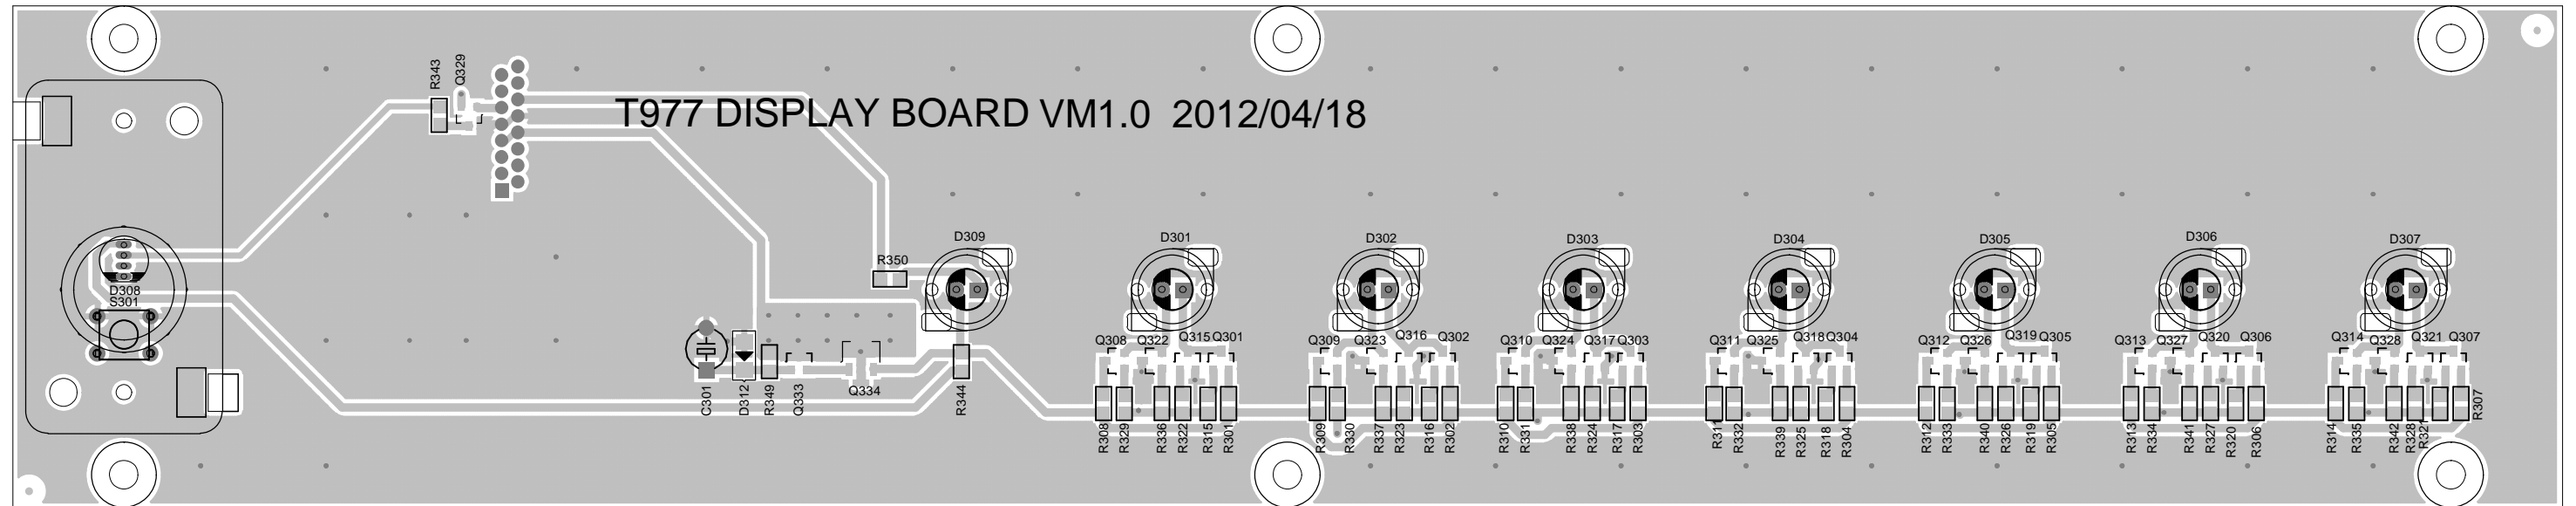 R343 Q329
T977 DISPLAY BOARD VM1.0 2012/04/18
D309 D301 D302 D303 D304 D305 D306 D307
R350
D308
S301
Q308 Q322 Q315 Q301 Q309 Q323 Q316 Q302 Q310 Q324 Q317 Q303 Q311 Q325 Q318 Q304 Q312 Q326 Q319 Q305 Q313 Q327 Q320 Q306 Q314 Q328 Q321 Q307
C301 D312 R349 Q333 Q334 R344
R308 R329 R336 R322 R315 R301 R309 R330 R337 R323 R316 R302 R310 R331 R338 R324 R317 R303 R311 R332 R339 R325 R318 R304 R312 R333 R340 R326 R319 R305 R313 R334 R341 R327 R320 R306 R314 R335 R342 R328 R321 R307